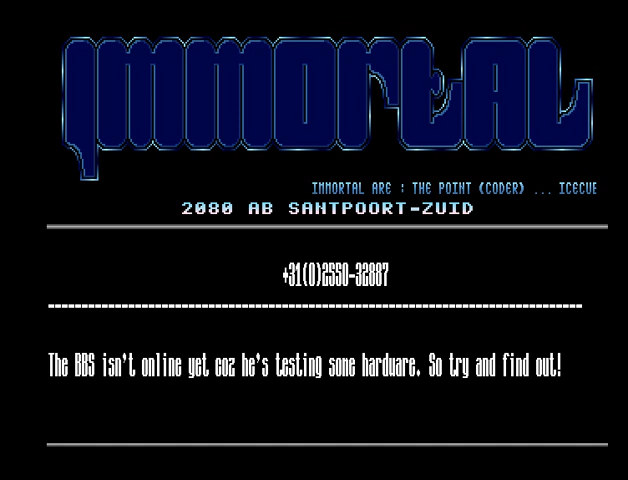 IMMORTAL
IMMORTAL ARE : THE POINT (CODER) ... ICECUE
2080 AB SANTPOORT-ZUID
+31(0)2550-32887
The BBS isn't online yet coz he's testing some hardware. So try and find out!